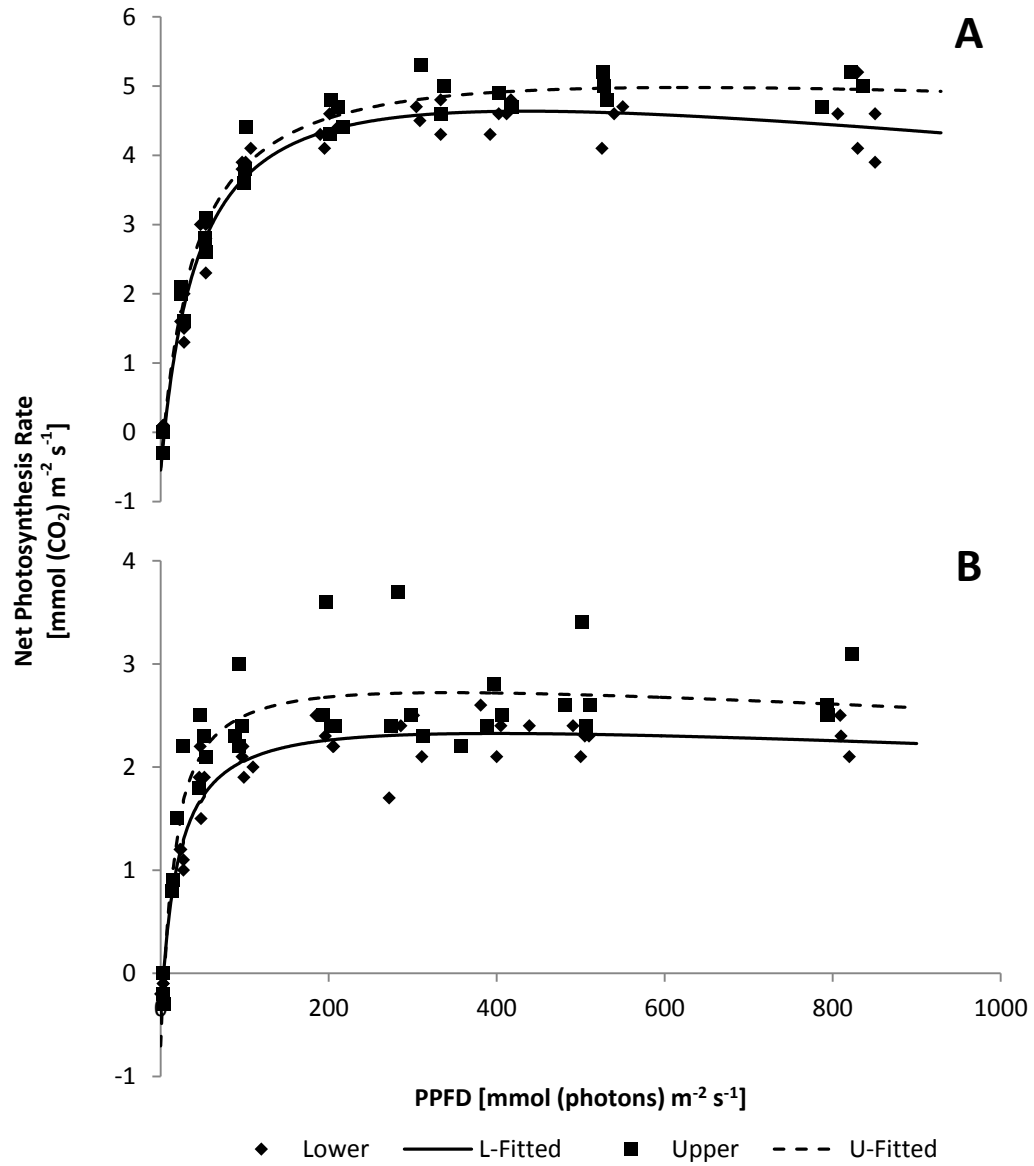 A
6
5
4
3
2
1
0
-1
Net Photosynthesis Rate
[mmol (CO₂) m⁻² s⁻¹]
B
4
3
2
1
0
-1
0 200 400 600 800 1000
PPFD [mmol (photons) m⁻² s⁻¹]
Lower L-Fitted Upper U-Fitted